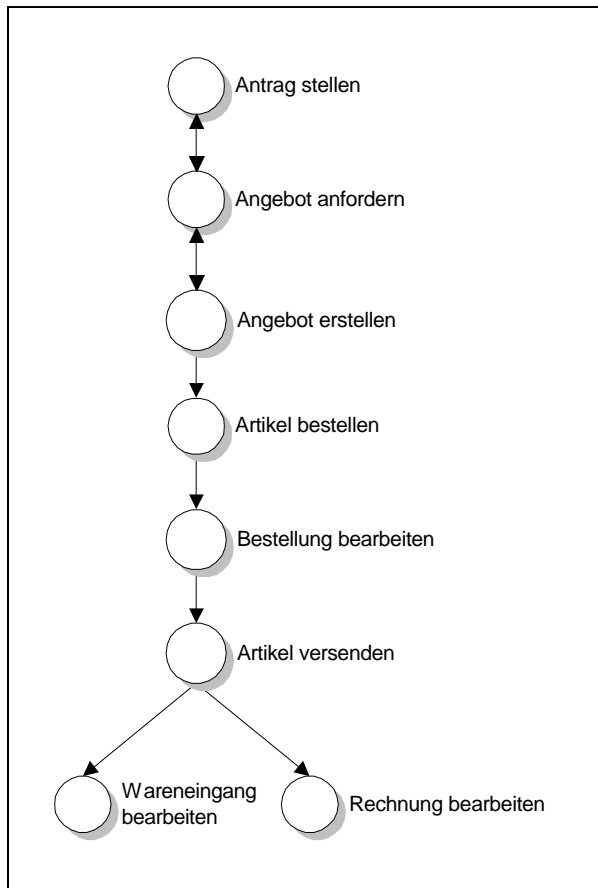 Antrag stellen
Angebot anfordern
Angebot erstellen
Artikel bestellen
Bestellung bearbeiten
Artikel versenden
Wareneingang
bearbeiten
Rechnung bearbeiten